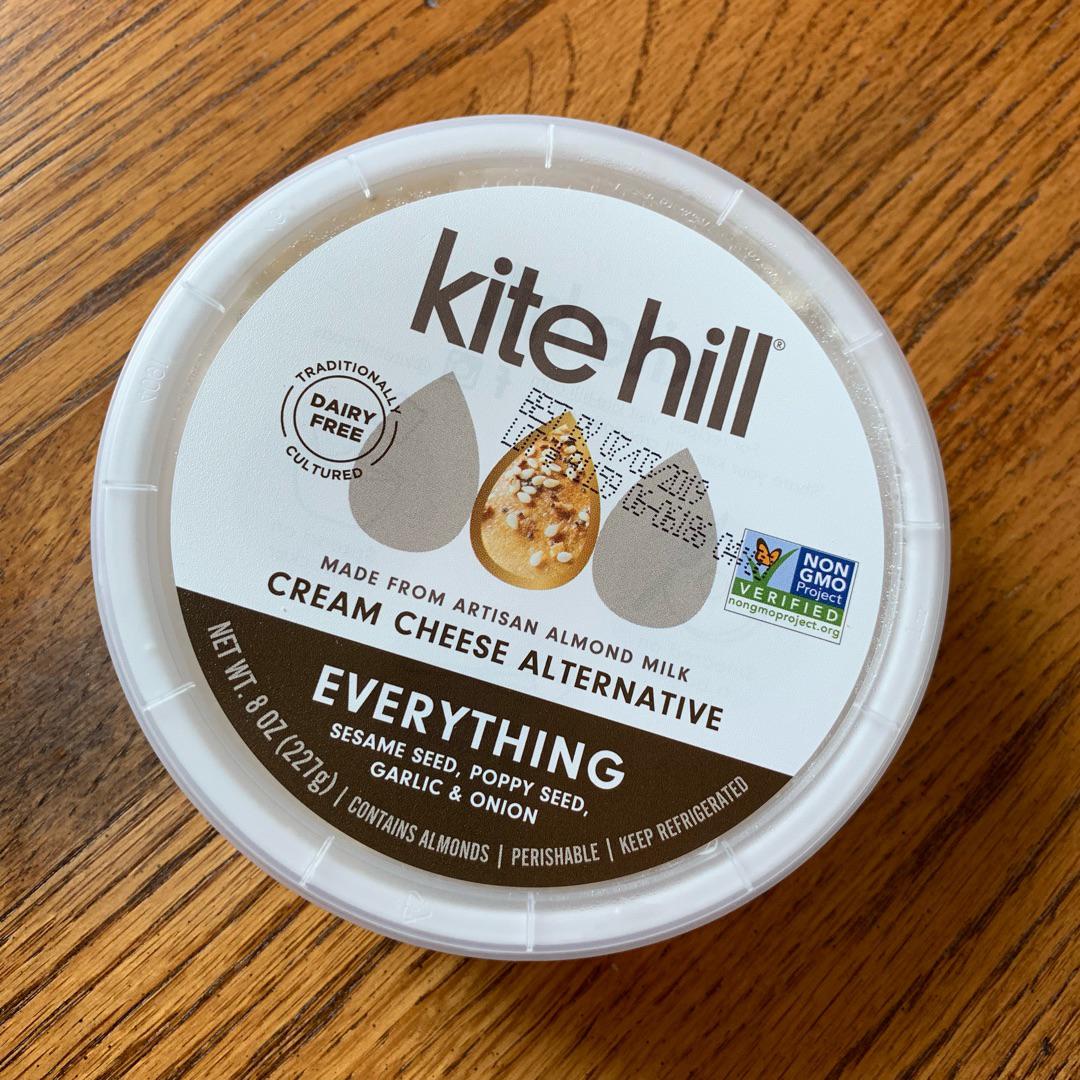 kite hill®
TRADITIONALLY
DAIRY
FREE
CULTURED
NON
GMO
Project
VERIFIED
nongmoproject.org
MADE FROM ARTISAN ALMOND MILK
CREAM CHEESE ALTERNATIVE
EVERYTHING
SESAME SEED, POPPY SEED,
GARLIC & ONION
NET WT. 8 OZ (227g) | CONTAINS ALMONDS | PERISHABLE | KEEP REFRIGERATED